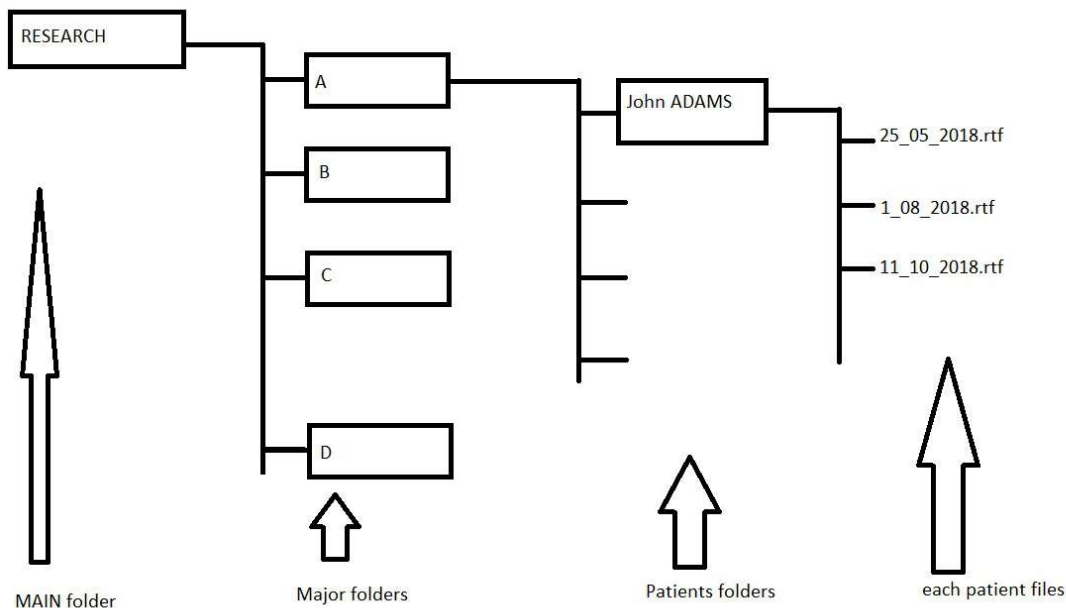 RESEARCH
A
John ADAMS
25_05_2018.rtf
B
1_08_2018.rtf
C
11_10_2018.rtf
D
MAIN folder
Major folders
Patients folders
each patient files